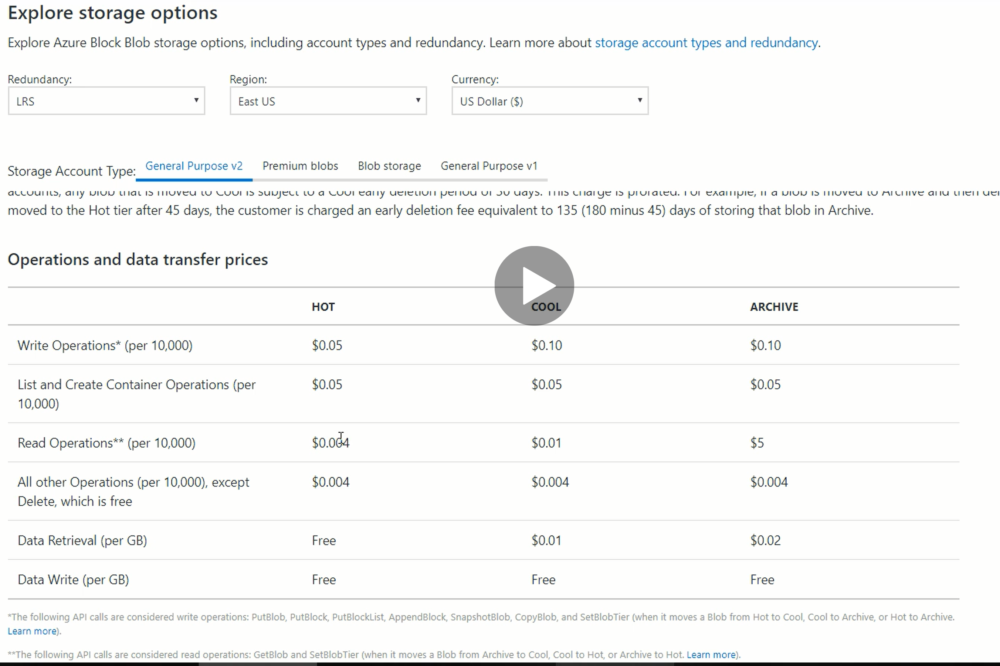 Explore storage options
Explore Azure Block Blob storage options, including account types and redundancy. Learn more about storage account types and redundancy.
Redundancy: Region: Currency:
LRS East US US Dollar ($)
Storage Account Type: General Purpose v2 Premium blobs Blob storage General Purpose v1
accounts, any blob that is moved to Cool is subject to a Cool early deletion period of 30 days. This charge is prorated. For example, if a blob is moved to Archive and then
moved to the Hot tier after 45 days, the customer is charged an early deletion fee equivalent to 135 (180 minus 45) days of storing that blob in Archive.
Operations and data transfer prices
HOT COOL ARCHIVE
Write Operations* (per 10,000) $0.05 $0.10 $0.10
List and Create Container Operations (per $0.05 $0.05 $0.05
10,000)
Read Operations** (per 10,000) $0.004 $0.01 $5
All other Operations (per 10,000), except $0.004 $0.004 $0.004
Delete, which is free
Data Retrieval (per GB) Free $0.01 $0.02
Data Write (per GB) Free Free Free
*The following API calls are considered write operations: PutBlob, PutBlock, PutBlockList, AppendBlock, SnapshotBlob, CopyBlob, and SetBlobTier (when it moves a Blob from Hot to Cool, Cool to Archive, or Hot to Archive.
Learn more).
**The following API calls are considered read operations: GetBlob and SetBlobTier (when it moves a Blob from Archive to Cool, Cool to Hot, or Archive to Hot. Learn more).